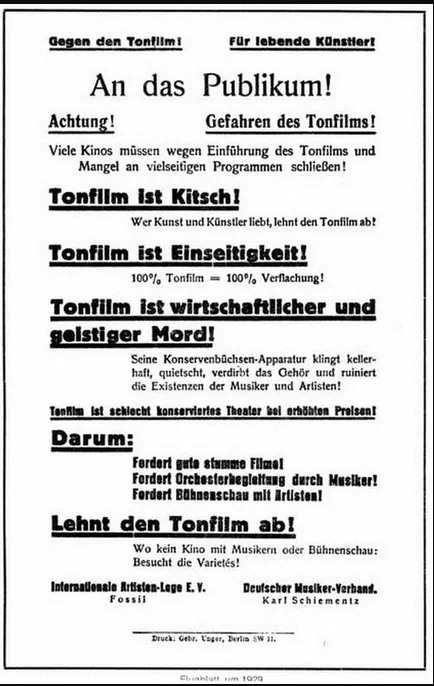 Gegen den Tonfilm! Für lebende Künstler!
An das Publikum!
Achtung! Gefahren des Tonfilms!
Viele Kinos müssen wegen Einführung des Tonfilms und
Mangel an vielseitigen Programmen schließen!
Tonfilm ist Kitsch!
Wer Kunst und Künstler liebt, lehnt den Tonfilm ab!
Tonfilm ist Einseitigkeit!
100% Tonfilm = 100% Verflachung!
Tonfilm ist wirtschaftlicher und
geistiger Mord!
Seine Konservenbüchsen-Apparatur klingt keller-
haft, quietscht, verdirbt das Gehör und ruiniert
die Existenzen der Musiker und Artisten!
Tonfilm ist schlecht konserviertes Theater bei erhöhten Preisen!
Darum:
Fordert gute stumme Filme!
Fordert Orchesterbegleitung durch Musiker!
Fordert Bühnenschau mit Artisten!
Lehnt den Tonfilm ab!
Wo kein Kino mit Musikern oder Bühnenschau:
Besucht die Varietés!
Internationale Artisten-Loge E. V. Deutscher Musiker-Verband.
Fossil Karl Schiementz
Druck: Gebr. Unger, Berlin SW 11.
Flugblatt, um 1929